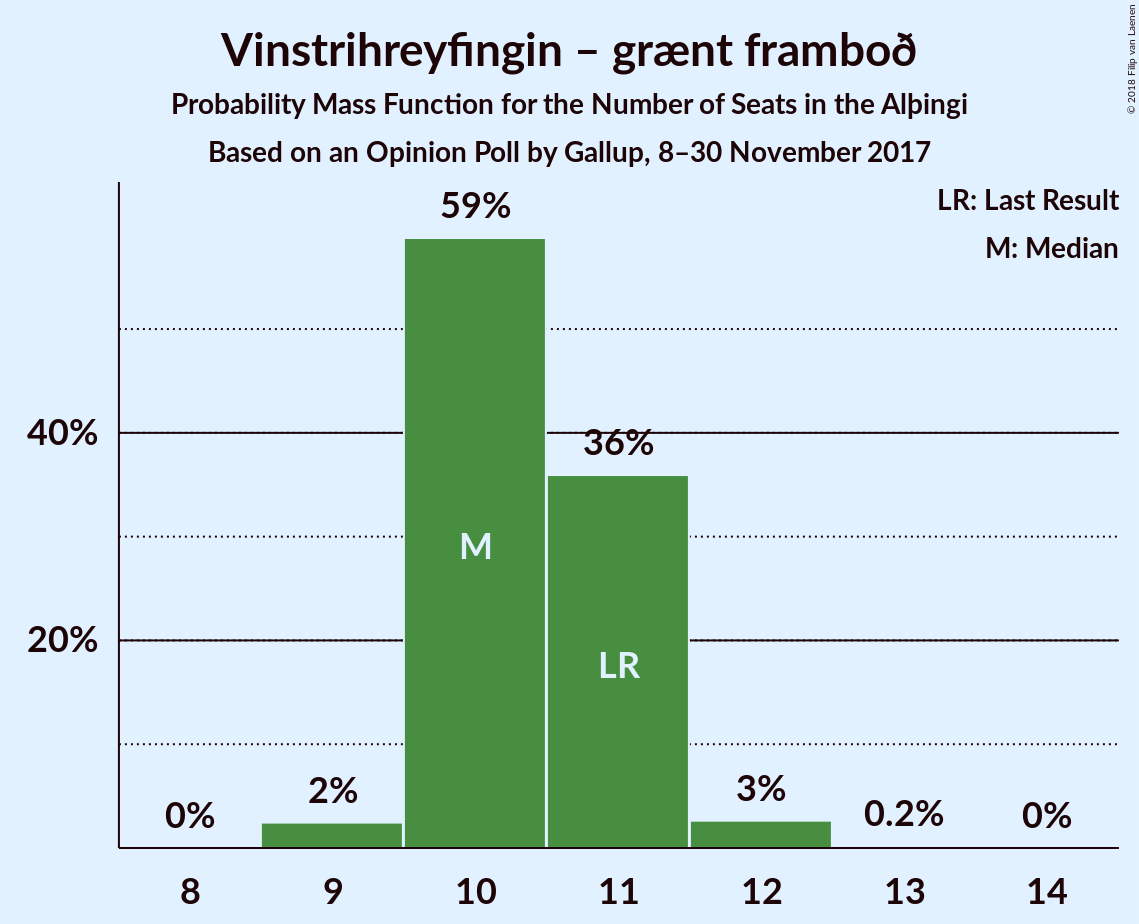 Vinstrihreyfingin – grænt framboð
Probability Mass Function for the Number of Seats in the Alþingi
Based on an Opinion Poll by Gallup, 8–30 November 2017
© 2018 Filip van Laenen
LR: Last Result
M: Median
59%
40%
36%
M
20%
LR
0%
2%
3%
0.2%
0%
8 9 10 11 12 13 14